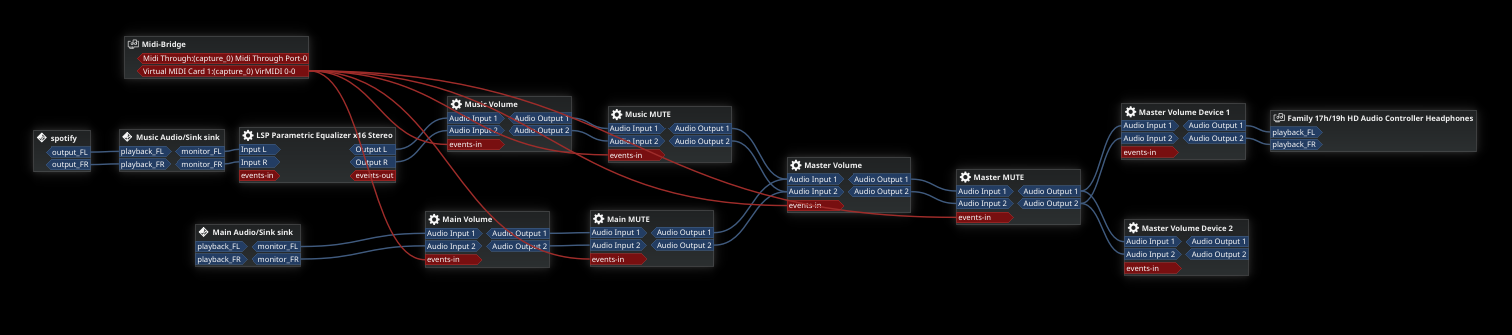 Midi-Bridge
Midi Through:(capture_0) Midi Through Port-0
Virtual MIDI Card 1:(capture_0) VirMIDI 0-0
spotify
output_FL
output_FR
Music Audio/Sink sink
playback_FL monitor_FL
playback_FR monitor_FR
LSP Parametric Equalizer x16 Stereo
Input L Output L
Input R Output R
events-in events-out
Music Volume
Audio Input 1 Audio Output 1
Audio Input 2 Audio Output 2
events-in
Music MUTE
Audio Input 1 Audio Output 1
Audio Input 2 Audio Output 2
events-in
Main Audio/Sink sink
playback_FL monitor_FL
playback_FR monitor_FR
Main Volume
Audio Input 1 Audio Output 1
Audio Input 2 Audio Output 2
events-in
Main MUTE
Audio Input 1 Audio Output 1
Audio Input 2 Audio Output 2
events-in
Master Volume
Audio Input 1 Audio Output 1
Audio Input 2 Audio Output 2
events-in
Master MUTE
Audio Input 1 Audio Output 1
Audio Input 2 Audio Output 2
events-in
Master Volume Device 1
Audio Input 1 Audio Output 1
Audio Input 2 Audio Output 2
events-in
Family 17h/19h HD Audio Controller Headphones
playback_FL
playback_FR
Master Volume Device 2
Audio Input 1 Audio Output 1
Audio Input 2 Audio Output 2
events-in